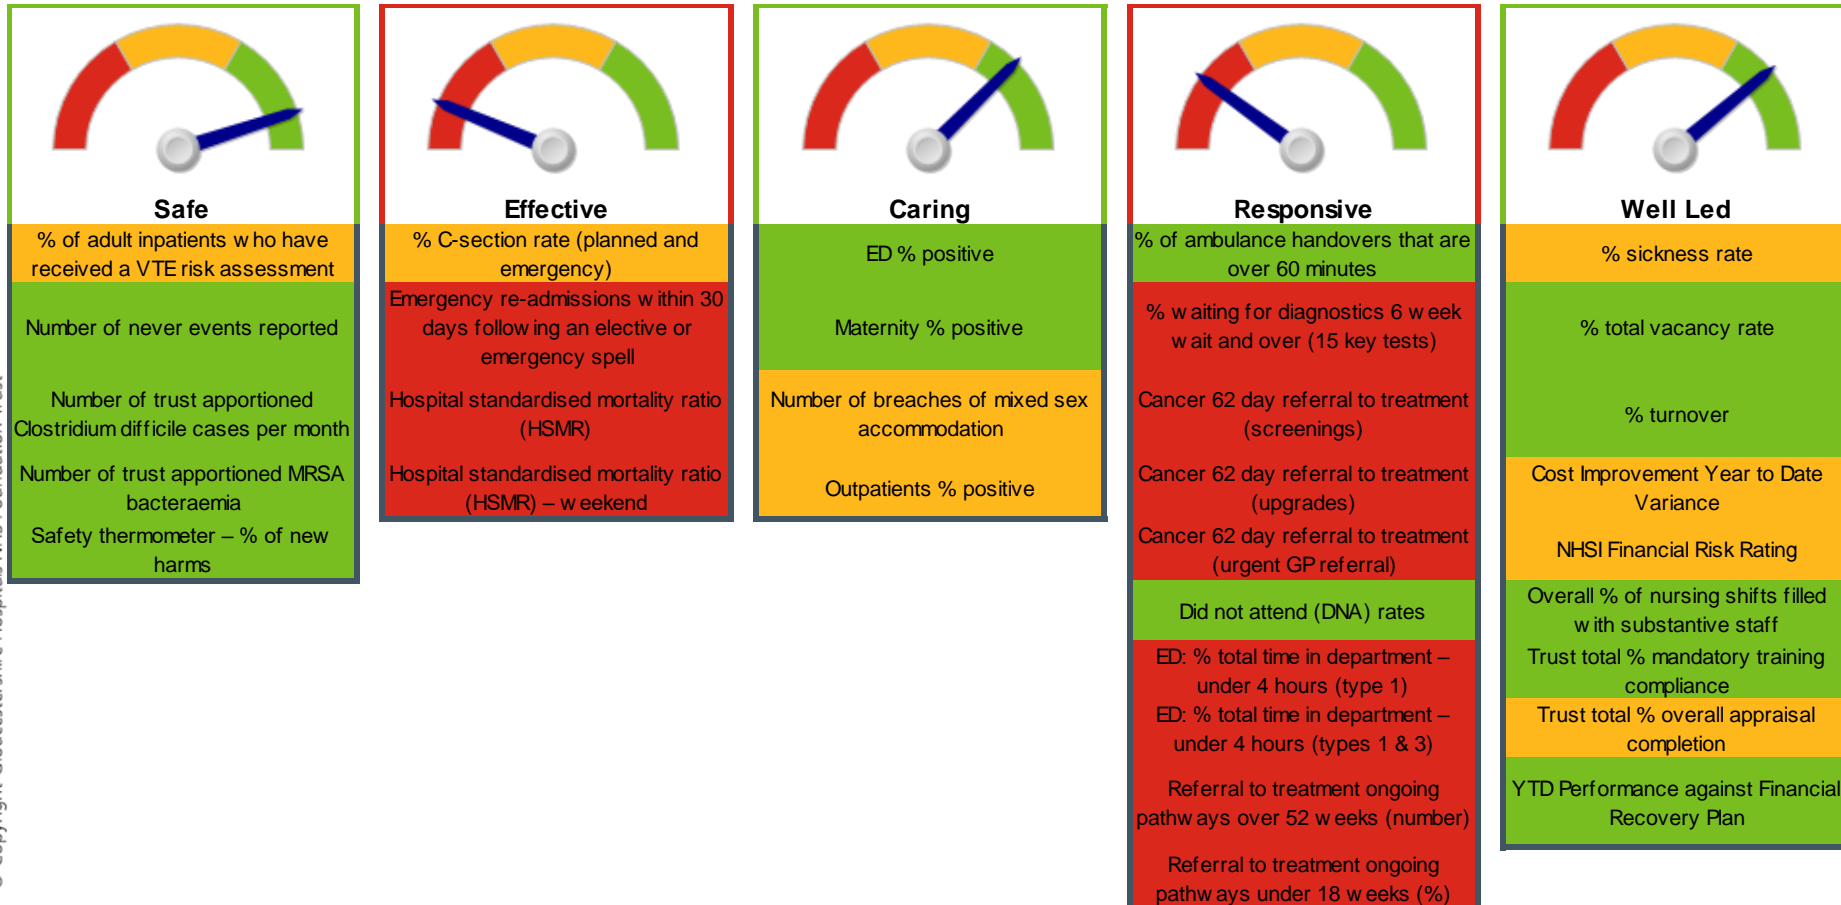 Safe
% of adult inpatients who have
received a VTE risk assessment
Number of never events reported
Number of trust apportioned
Clostridium difficile cases per month
Number of trust apportioned MRSA
bacteraemia
Safety thermometer – % of new
harms
Effective
% C-section rate (planned and
emergency)
Emergency re-admissions within 30
days following an elective or
emergency spell
Hospital standardised mortality ratio
(HSMR)
Hospital standardised mortality ratio
(HSMR) – weekend
Caring
ED % positive
Maternity % positive
Number of breaches of mixed sex
accommodation
Outpatients % positive
Responsive
% of ambulance handovers that are
over 60 minutes
% waiting for diagnostics 6 week
wait and over (15 key tests)
Cancer 62 day referral to treatment
(screenings)
Cancer 62 day referral to treatment
(upgrades)
Cancer 62 day referral to treatment
(urgent GP referral)
Did not attend (DNA) rates
ED: % total time in department –
under 4 hours (type 1)
ED: % total time in department –
under 4 hours (types 1 & 3)
Referral to treatment ongoing
pathways over 52 weeks (number)
Referral to treatment ongoing
pathways under 18 weeks (%)
Well Led
% sickness rate
% total vacancy rate
% turnover
Cost Improvement Year to Date
Variance
NHSI Financial Risk Rating
Overall % of nursing shifts filled
with substantive staff
Trust total % mandatory training
compliance
Trust total % overall appraisal
completion
YTD Performance against Financial
Recovery Plan